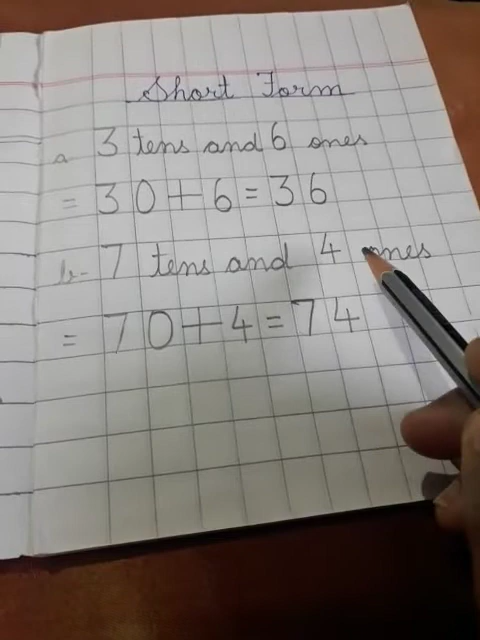 Short Form
a 3 tens and 6 ones
= 30+6=36
b- 7 tens and 4 ones
= 70+4=74